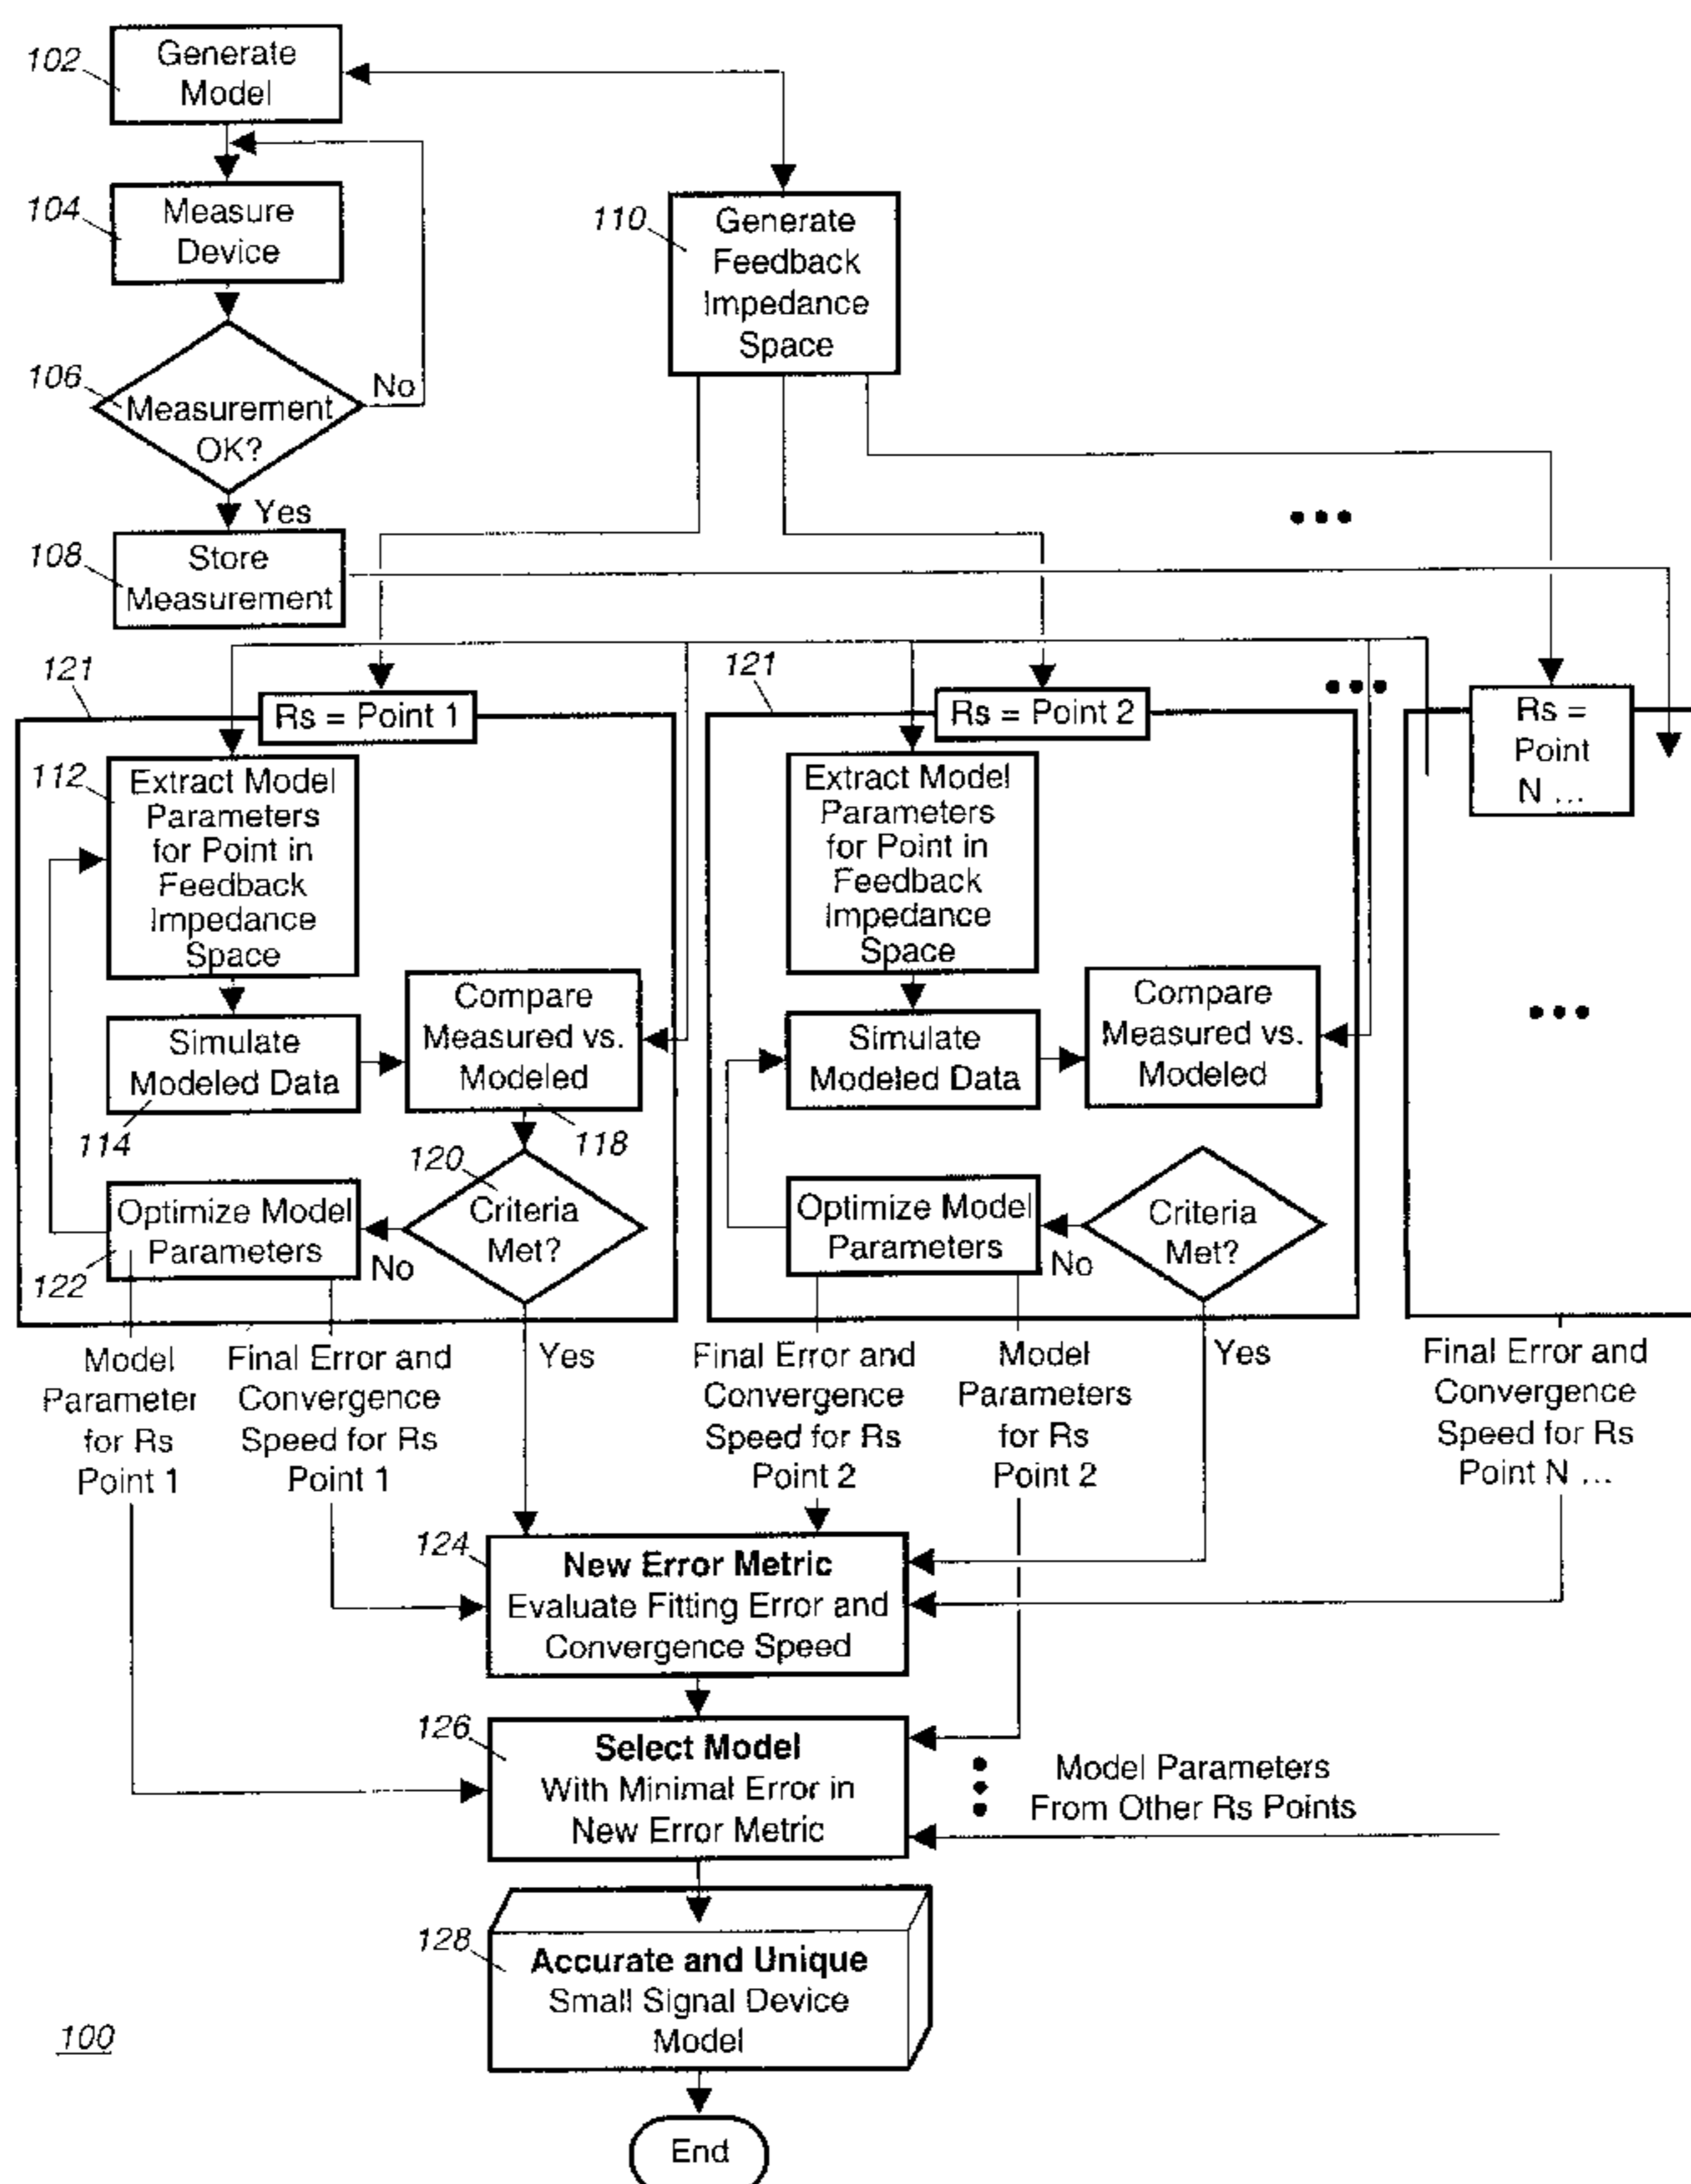 102
Generate
Model
104
Measure
Device
106
Measurement
OK?
No
Yes
108
Store
Measurement
110
Generate
Feedback
Impedance
Space
121
Rs = Point 1
112
Extract Model
Parameters
for Point in
Feedback
Impedance
Space
Simulate
Modeled Data
114
Compare
Measured vs.
Modeled
118
120
Criteria
Met?
No
Optimize Model
Parameters
122
121
Rs = Point 2
Extract Model
Parameters
for Point in
Feedback
Impedance
Space
Simulate
Modeled Data
Compare
Measured vs.
Modeled
Criteria
Met?
No
Optimize Model
Parameters
Rs =
Point
N ...
Model
Parameter
for Rs
Point 1
Final Error and
Convergence
Speed for Rs
Point 1
Yes
Final Error and
Convergence
Speed for Rs
Point 2
Model
Parameters
for Rs
Point 2
Yes
Final Error and
Convergence
Speed for Rs
Point N ...
124
New Error Metric
Evaluate Fitting Error and
Convergence Speed
126
Select Model
With Minimal Error in
New Error Metric
Model Parameters
From Other Rs Points
128
Accurate and Unique
Small Signal Device
Model
100
End